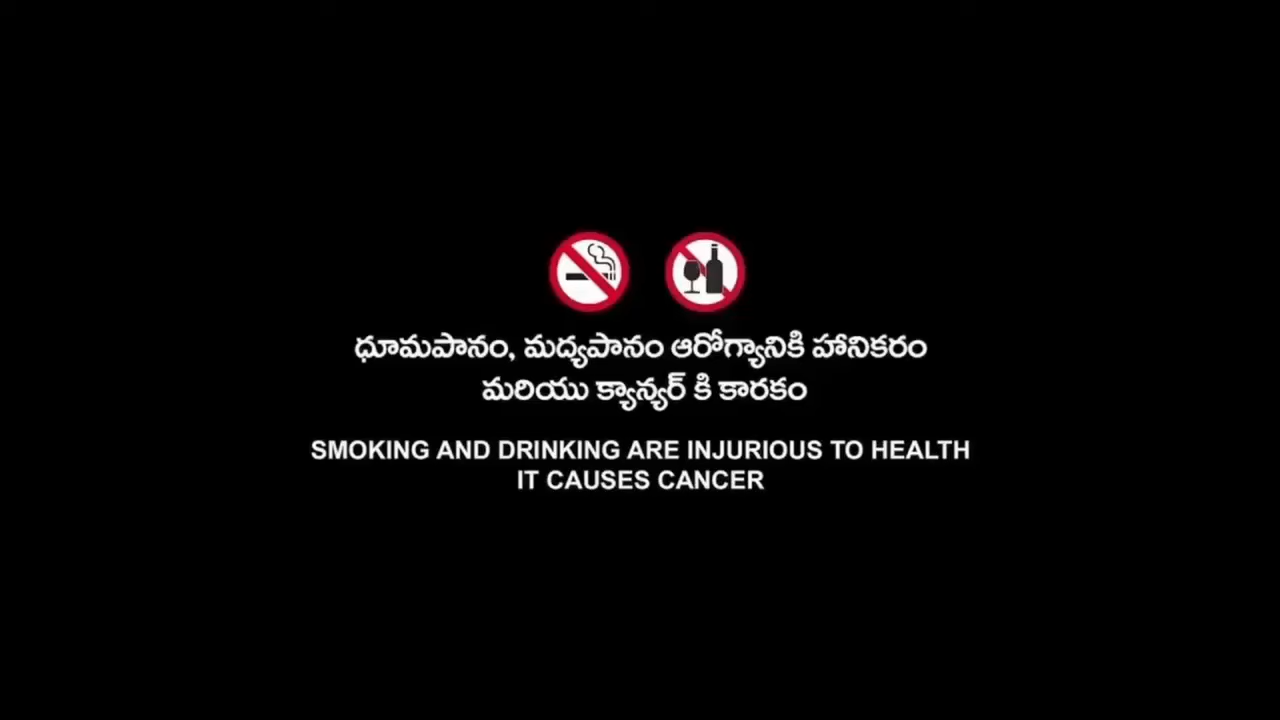 ధూమపానం, మద్యపానం ఆరోగ్యానికి హానికరం
మరియు క్యాన్సర్ కి కారకం
SMOKING AND DRINKING ARE INJURIOUS TO HEALTH
IT CAUSES CANCER